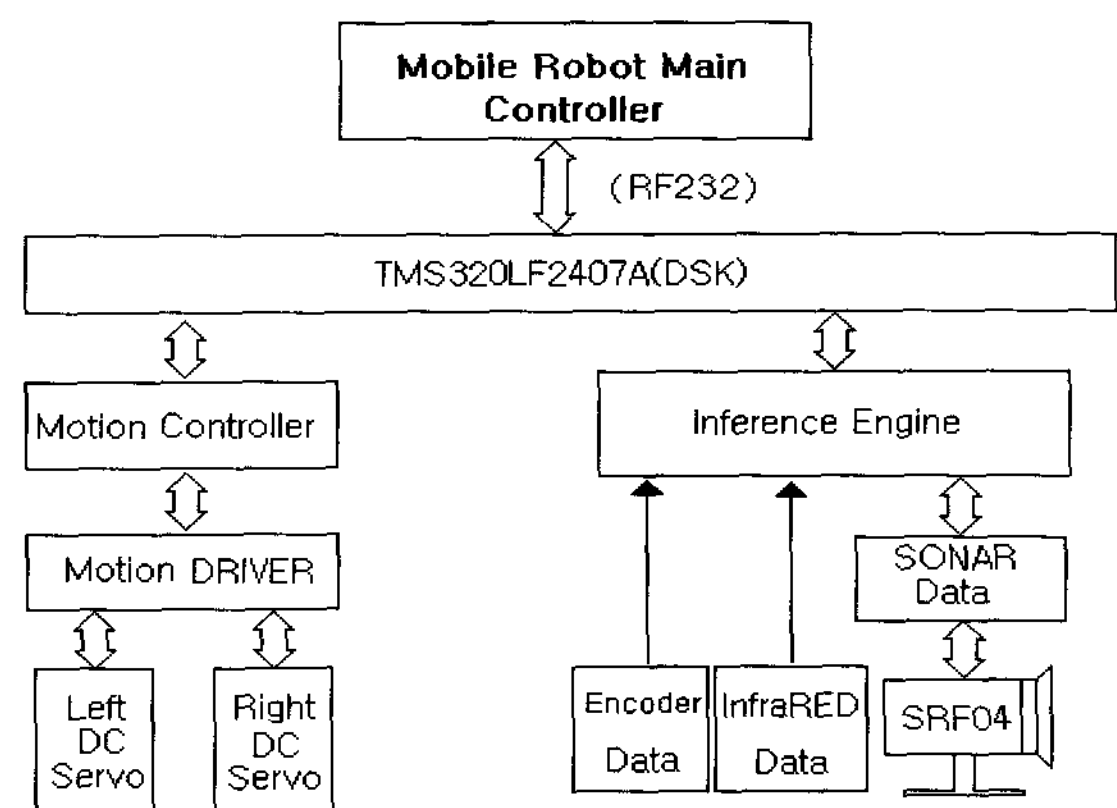 Mobile Robot Main
Controller
(RF232)
TMS320LF2407A(DSK)
Motion Controller
Inference Engine
Motion DRIVER
SONAR
Data
Left
DC
Servo
Right
DC
Servo
Encoder
Data
InfraRED
Data
SRF04